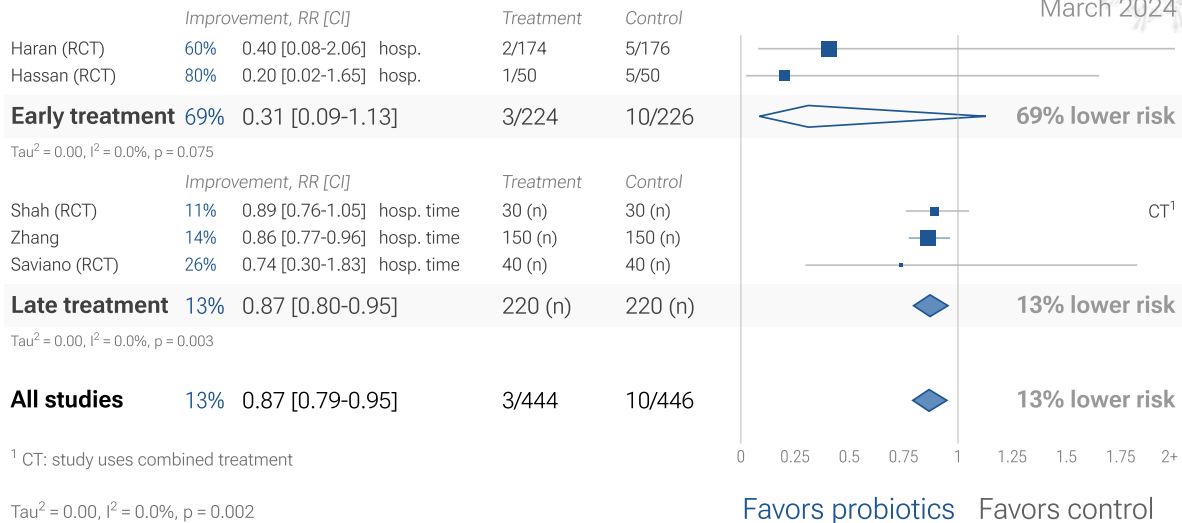 March 2024
Improvement, RR [CI] Treatment Control
Haran (RCT) 60% 0.40 [0.08-2.06] hosp. 2/174 5/176
Hassan (RCT) 80% 0.20 [0.02-1.65] hosp. 1/50 5/50
Early treatment 69% 0.31 [0.09-1.13] 3/224 10/226 69% lower risk
Tau² = 0.00, I² = 0.0%, p = 0.075
Improvement, RR [CI] Treatment Control
Shah (RCT) 11% 0.89 [0.76-1.05] hosp. time 30 (n) 30 (n) CT¹
Zhang 14% 0.86 [0.77-0.96] hosp. time 150 (n) 150 (n)
Saviano (RCT) 26% 0.74 [0.30-1.83] hosp. time 40 (n) 40 (n)
Late treatment 13% 0.87 [0.80-0.95] 220 (n) 220 (n) 13% lower risk
Tau² = 0.00, I² = 0.0%, p = 0.003
All studies 13% 0.87 [0.79-0.95] 3/444 10/446 13% lower risk
0 0.25 0.5 0.75 1 1.25 1.5 1.75 2+
¹ CT: study uses combined treatment
Tau² = 0.00, I² = 0.0%, p = 0.002
Favors probiotics Favors control